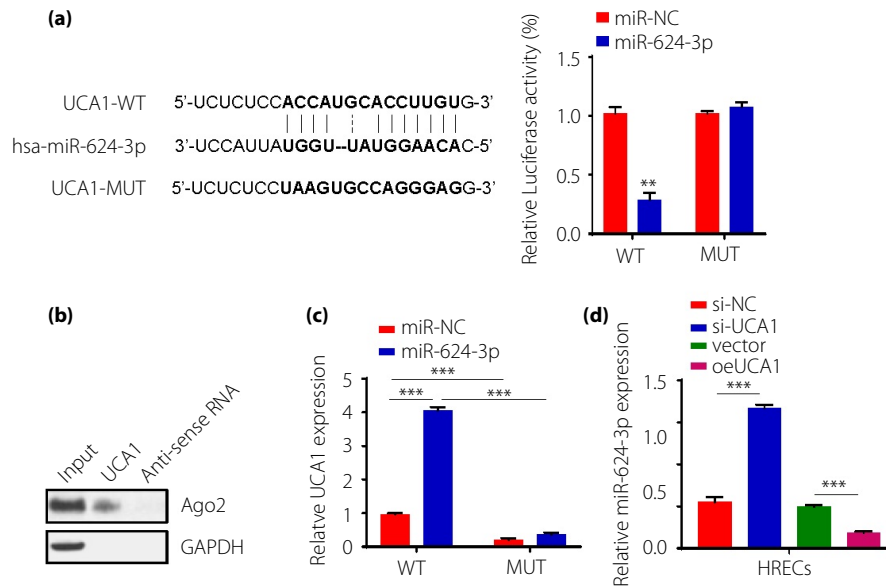 (a)
UCA1-WT 5'-UCUCUCCACCAUGCACCUUGUG-3'
hsa-miR-624-3p 3'-UCCAUUAUGGU--UAUGGAACAC-5'
UCA1-MUT 5'-UCUCUCCUAAGUGCCAGGGAGG-3'
miR-NC
miR-624-3p
Relative Luciferase activity (%)
1.5
1.0
0.5
0.0
**
WT MUT
(b)
Input UCA1 Anti-sense RNA
Ago2
GAPDH
(c)
miR-NC
miR-624-3p
Relatve UCA1 expression
5
4
3
2
1
0
***
*** ***
WT MUT
(d)
si-NC
si-UCA1
vector
oeUCA1
Relative miR-624-3p expression
1.5
1.0
0.5
0.0
***
***
HRECs